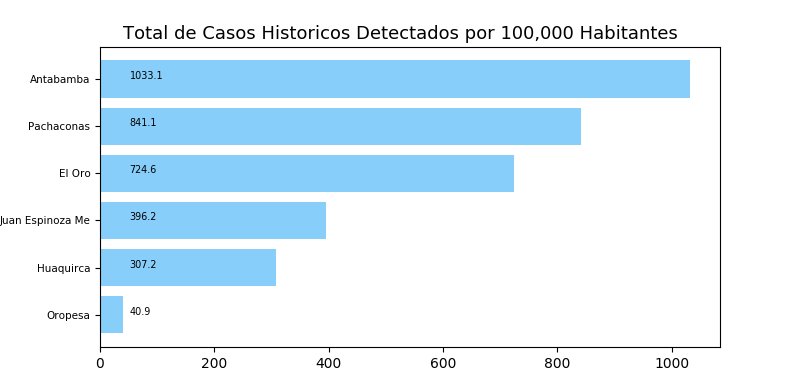 Total de Casos Historicos Detectados por 100,000 Habitantes
Antabamba 1033.1
Pachaconas 841.1
El Oro 724.6
Juan Espinoza Me 396.2
Huaquirca 307.2
Oropesa 40.9
0 200 400 600 800 1000